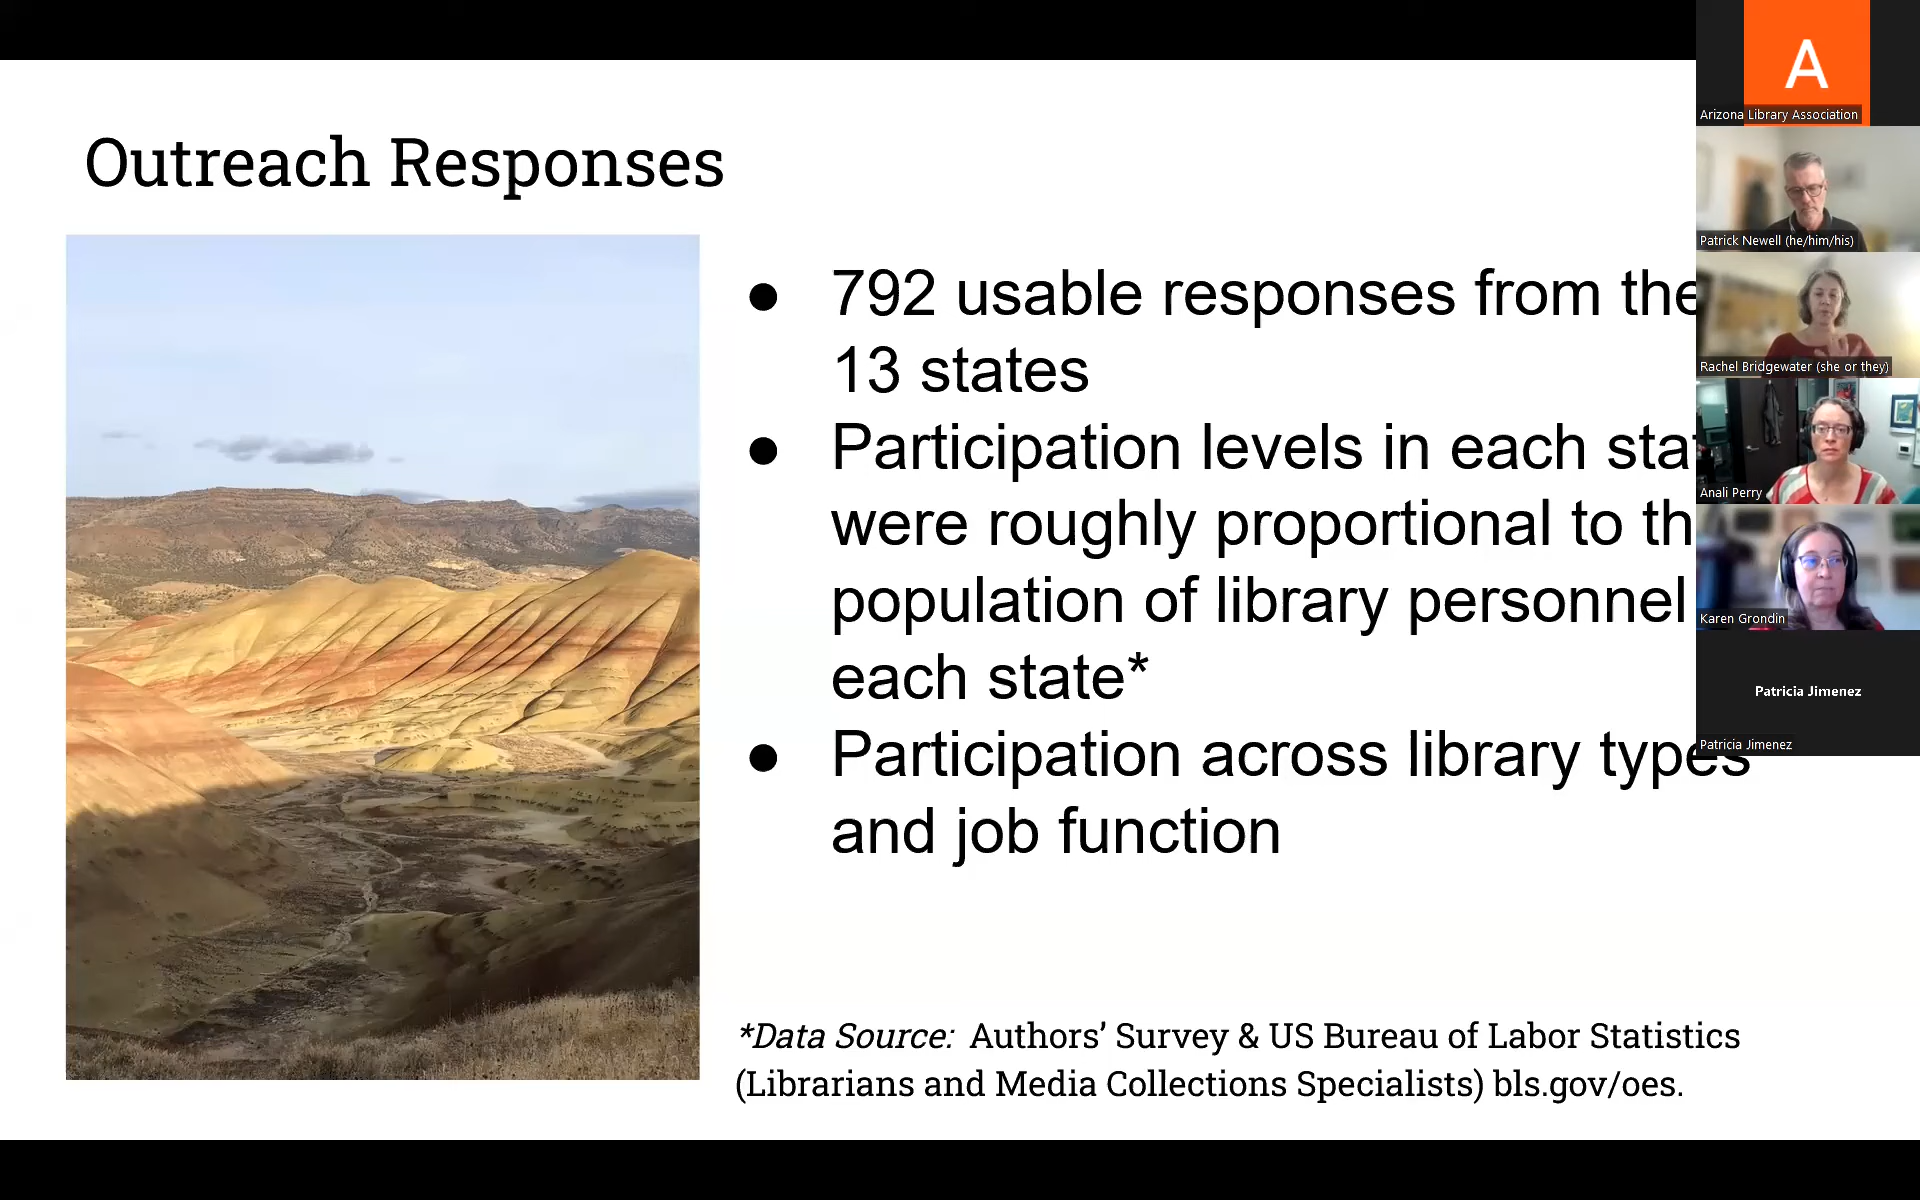 Outreach Responses
● 792 usable responses from the
13 states
● Participation levels in each
were roughly proportional to
population of library personnel
each state*
● Participation across library types
and job function
*Data Source: Authors’ Survey & US Bureau of Labor Statistics
(Librarians and Media Collections Specialists) bls.gov/oes.
A
Arizona Library Association
Patrick Newell (he/him/his)
Rachel Bridgewater (she or they)
Anali Perry
Karen Grondin
Patricia Jimenez
Patricia Jimenez